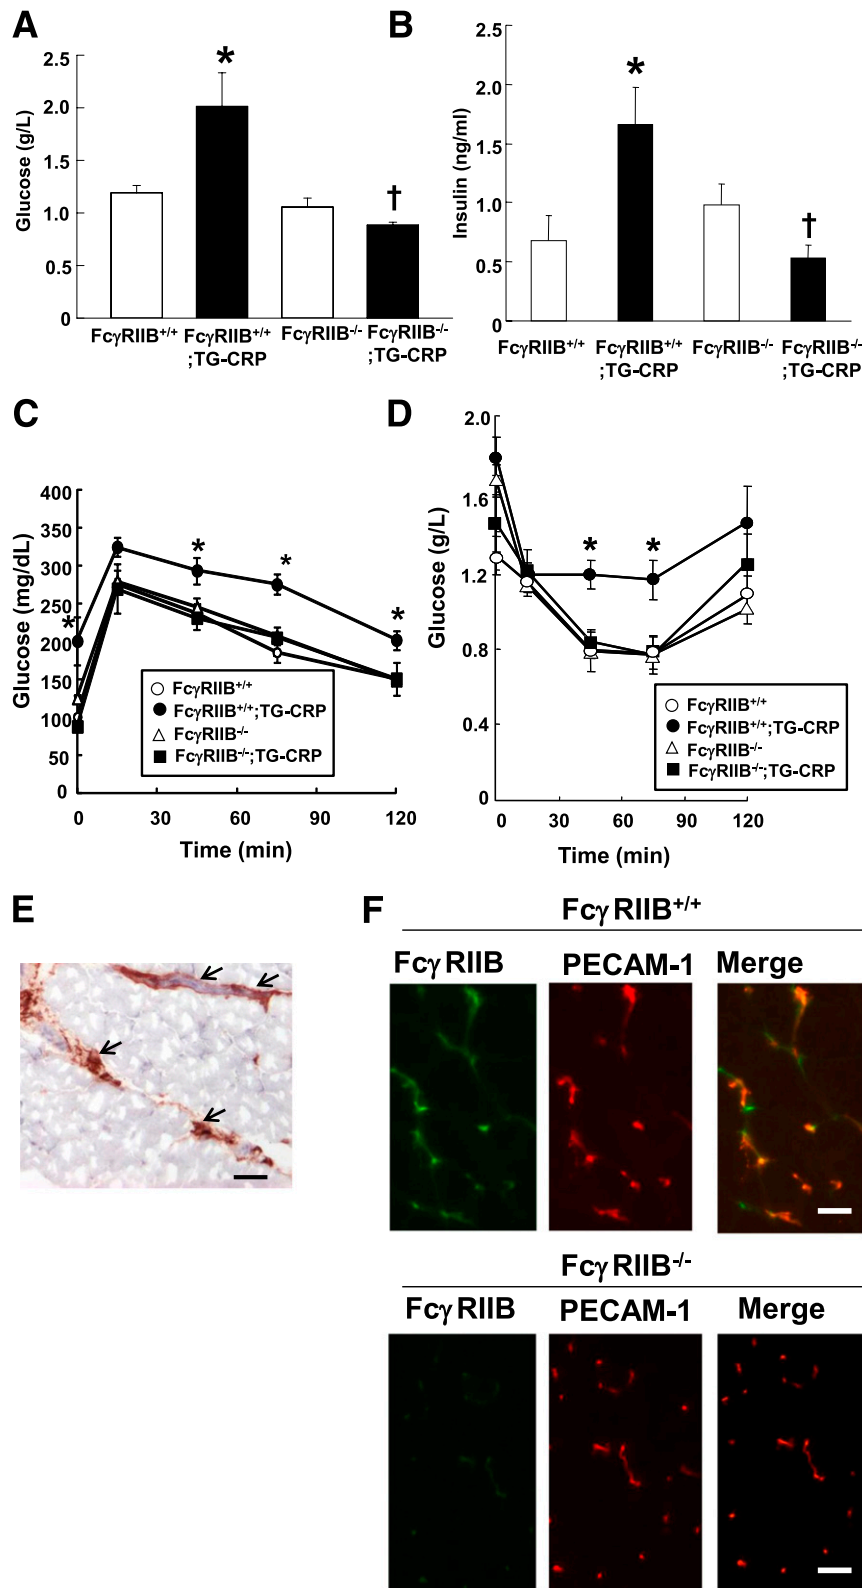 A
Glucose (g/L)
2.5
2.0
1.5
1.0
0.5
0
*
†
FcγRIIB+/+
FcγRIIB+/+
;TG-CRP
FcγRIIB-/-
FcγRIIB-/-
;TG-CRP
B
Insulin (ng/ml)
2.5
2.0
1.5
1.0
0.5
0
*
†
FcγRIIB+/+
FcγRIIB+/+
;TG-CRP
FcγRIIB-/-
FcγRIIB-/-
;TG-CRP
C
Glucose (mg/dL)
400
350
300
250
200
150
100
50
0
*
*
*
*
FcγRIIB+/+
FcγRIIB+/+;TG-CRP
FcγRIIB-/-
FcγRIIB-/-;TG-CRP
0 30 60 90 120
Time (min)
D
Glucose (g/L)
2.0
1.6
1.2
0.8
0.4
0
* *
FcγRIIB+/+
FcγRIIB+/+;TG-CRP
FcγRIIB-/-
FcγRIIB-/-;TG-CRP
0 30 60 90 120
Time (min)
E
F
Fcγ RIIB+/+
Fcγ RIIB PECAM-1 Merge
Fcγ RIIB-/-
Fcγ RIIB PECAM-1 Merge